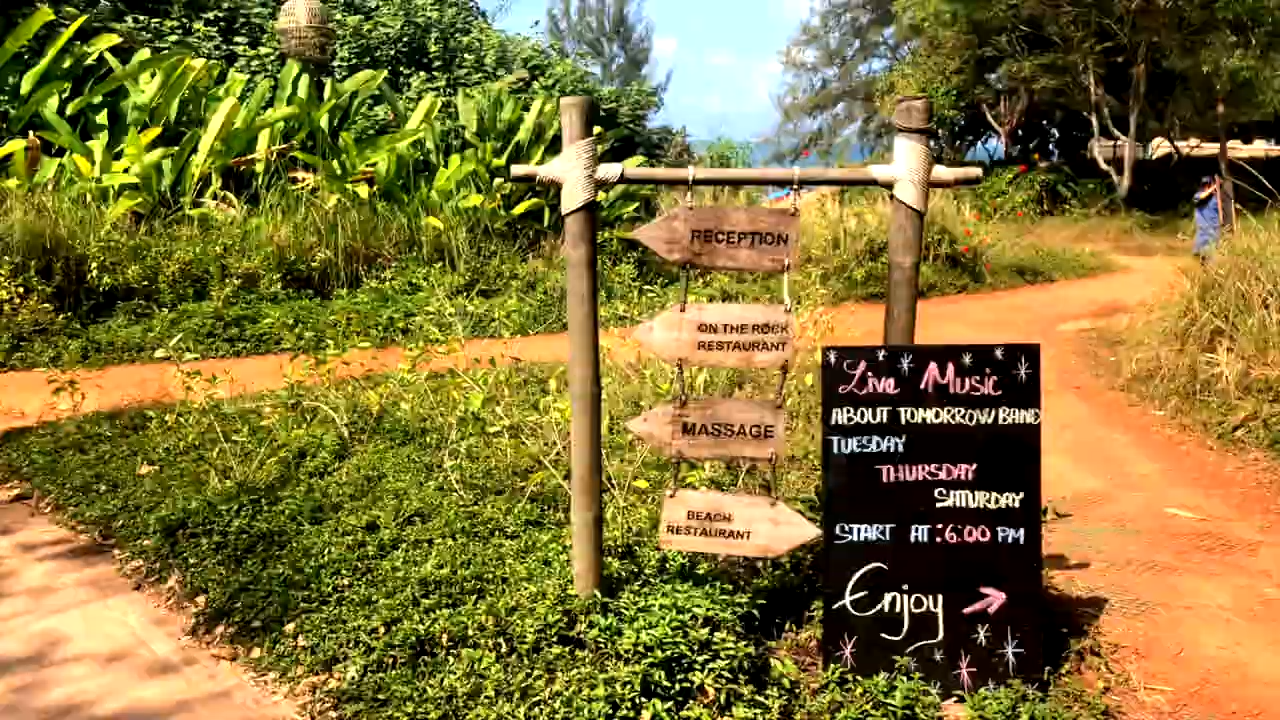 RECEPTION
ON THE ROCK
RESTAURANT
MASSAGE
BEACH
RESTAURANT
Live Music
ABOUT TOMORROW BAND
TUESDAY
THURSDAY
SATURDAY
START AT:6:00 PM
Enjoy